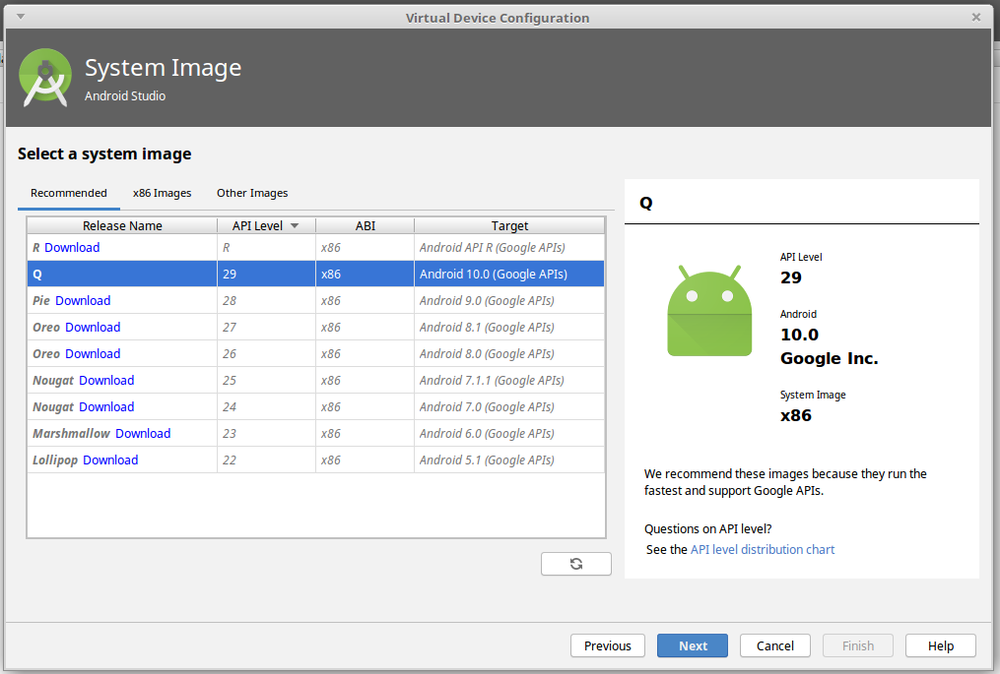 Virtual Device Configuration
System Image
Android Studio
Select a system image
Recommended x86 Images Other Images
Release Name API Level ABI Target
R Download R x86 Android API R (Google APIs)
Q 29 x86 Android 10.0 (Google APIs)
Pie Download 28 x86 Android 9.0 (Google APIs)
Oreo Download 27 x86 Android 8.1 (Google APIs)
Oreo Download 26 x86 Android 8.0 (Google APIs)
Nougat Download 25 x86 Android 7.1.1 (Google APIs)
Nougat Download 24 x86 Android 7.0 (Google APIs)
Marshmallow Download 23 x86 Android 6.0 (Google APIs)
Lollipop Download 22 x86 Android 5.1 (Google APIs)
Q
API Level
29
Android
10.0
Google Inc.
System Image
x86
We recommend these images because they run the
fastest and support Google APIs.
Questions on API level?
See the API level distribution chart
Previous Next Cancel Finish Help